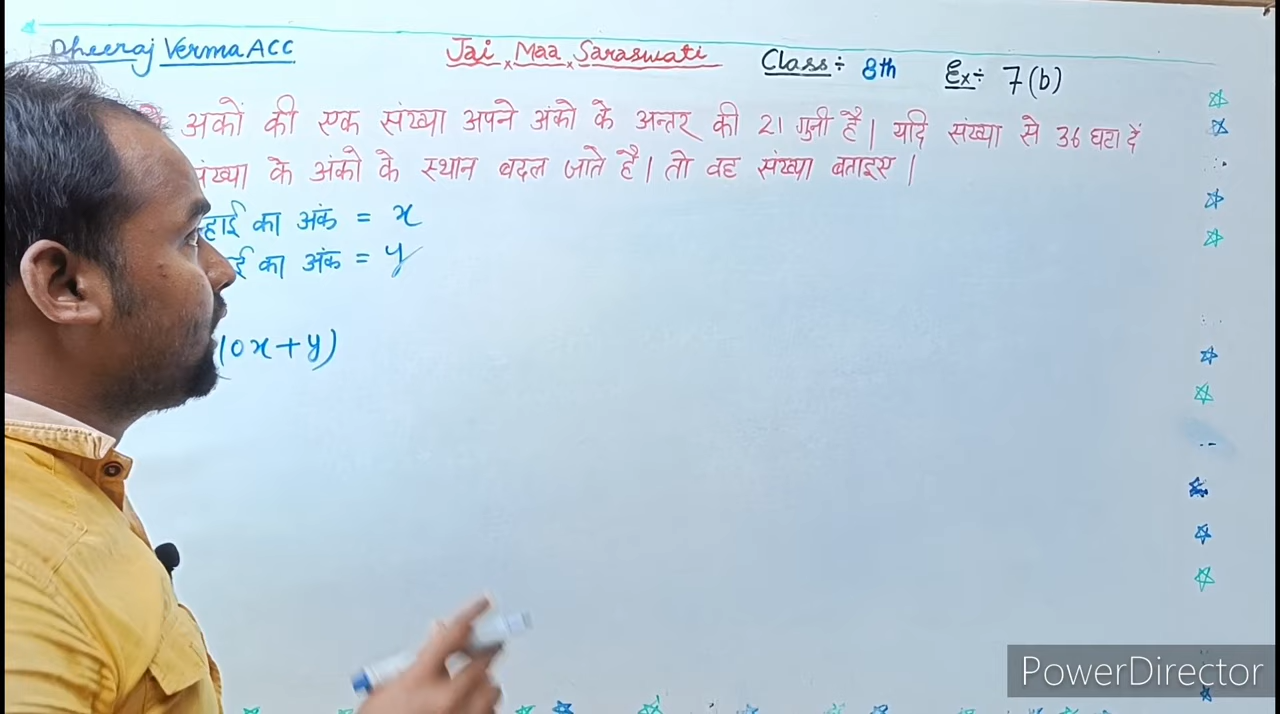 Dheeraj Verma ACC
Jai Maa Saraswati
Class÷ 8th
Ex÷ 7(b)
अकों की एक संख्या अपने अंको के अन्तर की 21 गुनी है। यदि संख्या से 36 घटा दें
के अंको के स्थान बदल जाते है। तो वह संख्या बताइए।
का अंक = x
का अंक = y
10x+y)
PowerDirector